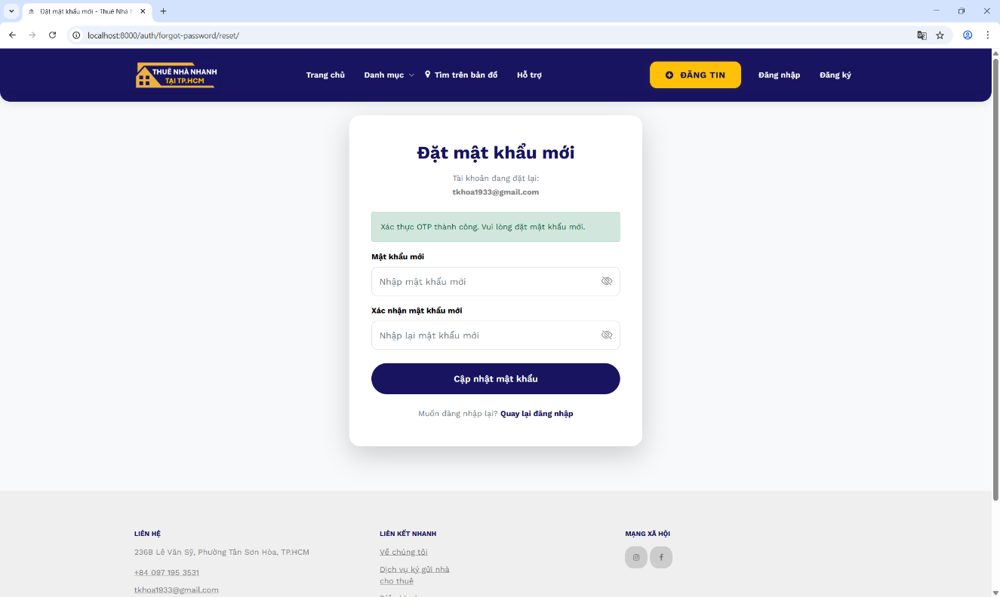 Đặt mật khẩu mới - Thuê Nhà N
localhost:8000/auth/forgot-password/reset/
THUÊ NHÀ NHANH
TẠI TP.HCM
Trang chủ
Danh mục
Tìm trên bản đồ
Hỗ trợ
ĐĂNG TIN
Đăng nhập
Đăng ký
Đặt mật khẩu mới
Tài khoản đang đặt lại:
tkhoa1933@gmail.com
Xác thực OTP thành công. Vui lòng đặt mật khẩu mới.
Mật khẩu mới
Nhập mật khẩu mới
Xác nhận mật khẩu mới
Nhập lại mật khẩu mới
Cập nhật mật khẩu
Muốn đăng nhập lại? Quay lại đăng nhập
LIÊN HỆ
236B Lê Văn Sỹ, Phường Tân Sơn Hòa, TP.HCM
+84 097 195 3531
tkhoa1933@gmail.com
LIÊN KẾT NHANH
Về chúng tôi
Dịch vụ ký gửi nhà
cho thuê
MẠNG XÃ HỘI